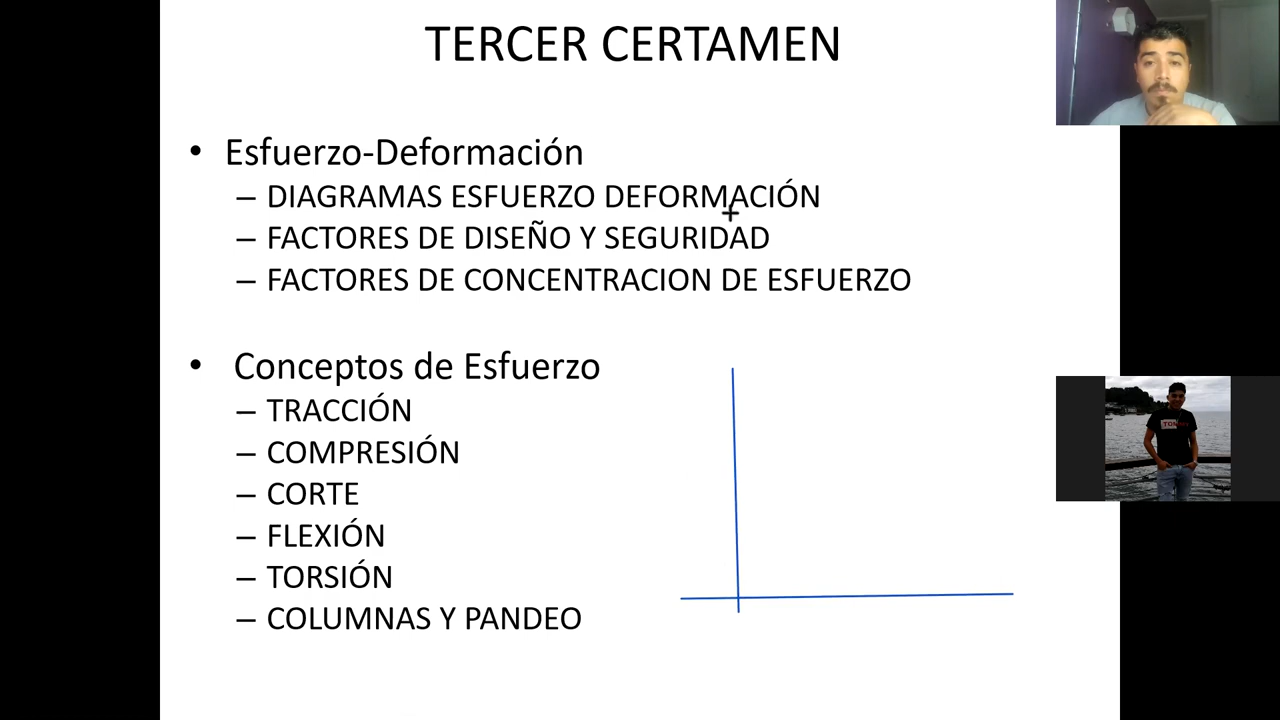 TERCER CERTAMEN
• Esfuerzo-Deformación
– DIAGRAMAS ESFUERZO DEFORMACIÓN
– FACTORES DE DISEÑO Y SEGURIDAD
– FACTORES DE CONCENTRACION DE ESFUERZO
• Conceptos de Esfuerzo
– TRACCIÓN
– COMPRESIÓN
– CORTE
– FLEXIÓN
– TORSIÓN
– COLUMNAS Y PANDEO